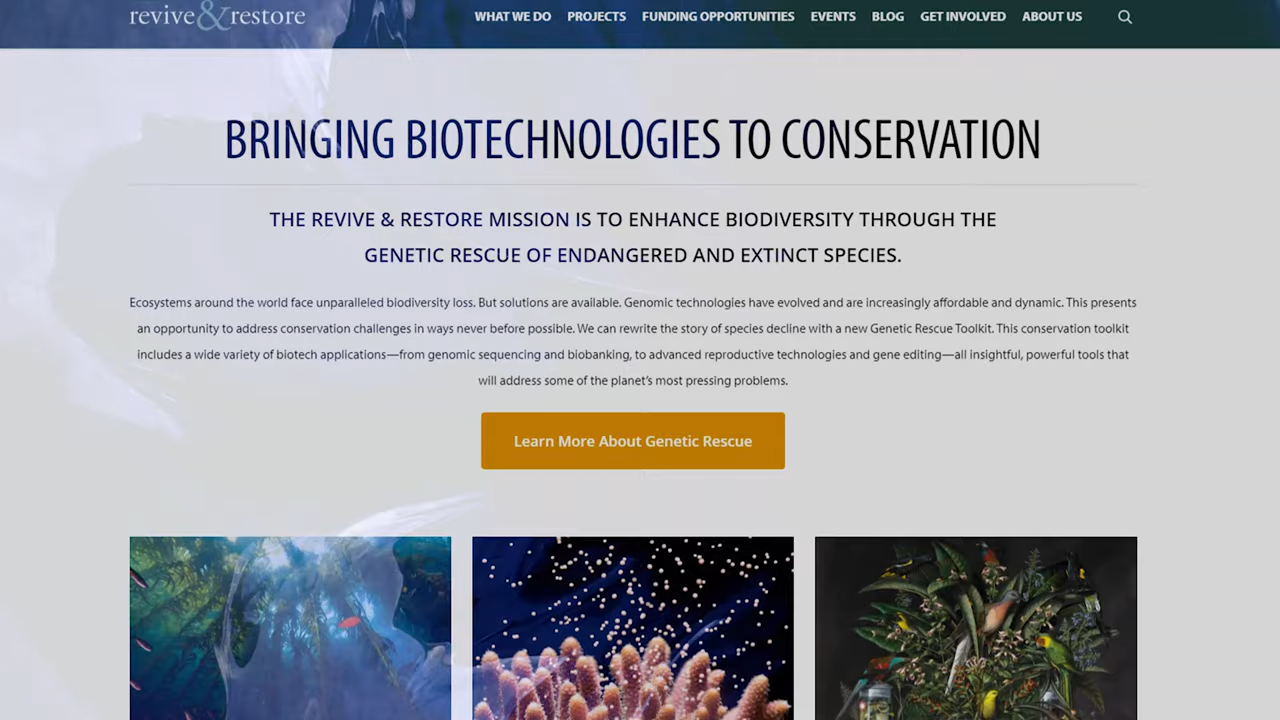 revive&restore
WHAT WE DO PROJECTS FUNDING OPPORTUNITIES EVENTS BLOG GET INVOLVED ABOUT US
BRINGING BIOTECHNOLOGIES TO CONSERVATION
THE REVIVE & RESTORE MISSION IS TO ENHANCE BIODIVERSITY THROUGH THE
GENETIC RESCUE OF ENDANGERED AND EXTINCT SPECIES.
Ecosystems around the world face unparalleled biodiversity loss. But solutions are available. Genomic technologies have evolved and are increasingly affordable and dynamic. This presents
an opportunity to address conservation challenges in ways never before possible. We can rewrite the story of species decline with a new Genetic Rescue Toolkit. This conservation toolkit
includes a wide variety of biotech applications—from genomic sequencing and biobanking, to advanced reproductive technologies and gene editing—all insightful, powerful tools that
will address some of the planet's most pressing problems.
Learn More About Genetic Rescue